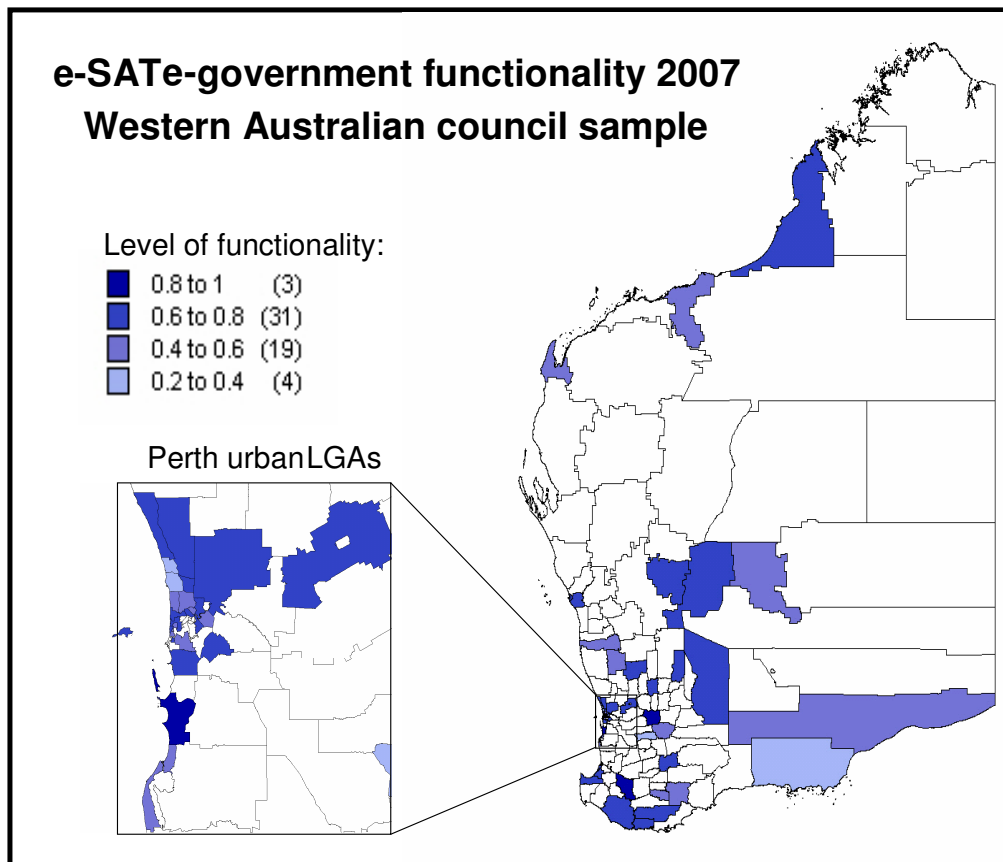 e-SATe-government functionality 2007
Western Australian council sample
Level of functionality:
0.8 to 1 (3)
0.6 to 0.8 (31)
0.4 to 0.6 (19)
0.2 to 0.4 (4)
Perth urbanLGAs